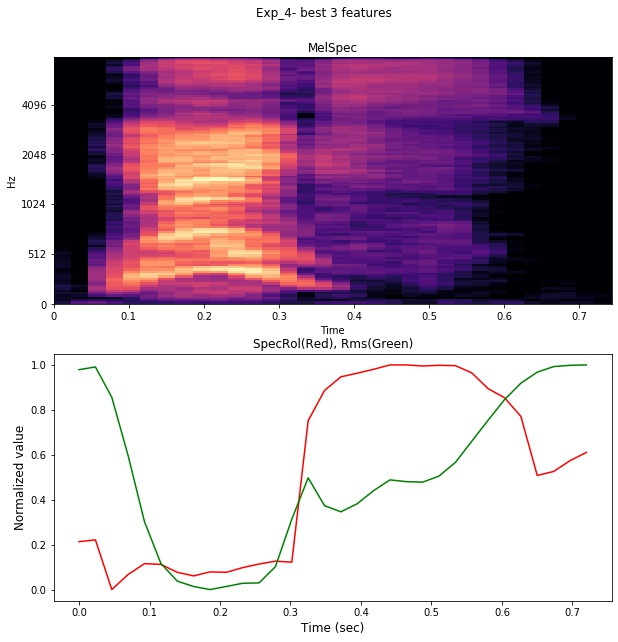 Exp_4- best 3 features
MelSpec
4096
2048
1024
512
0
Hz
0 0.1 0.2 0.3 0.4 0.5 0.6 0.7
Time
SpecRol(Red), Rms(Green)
1.0
0.8
0.6
0.4
0.2
0.0
Normalized value
0.0 0.1 0.2 0.3 0.4 0.5 0.6 0.7
Time (sec)